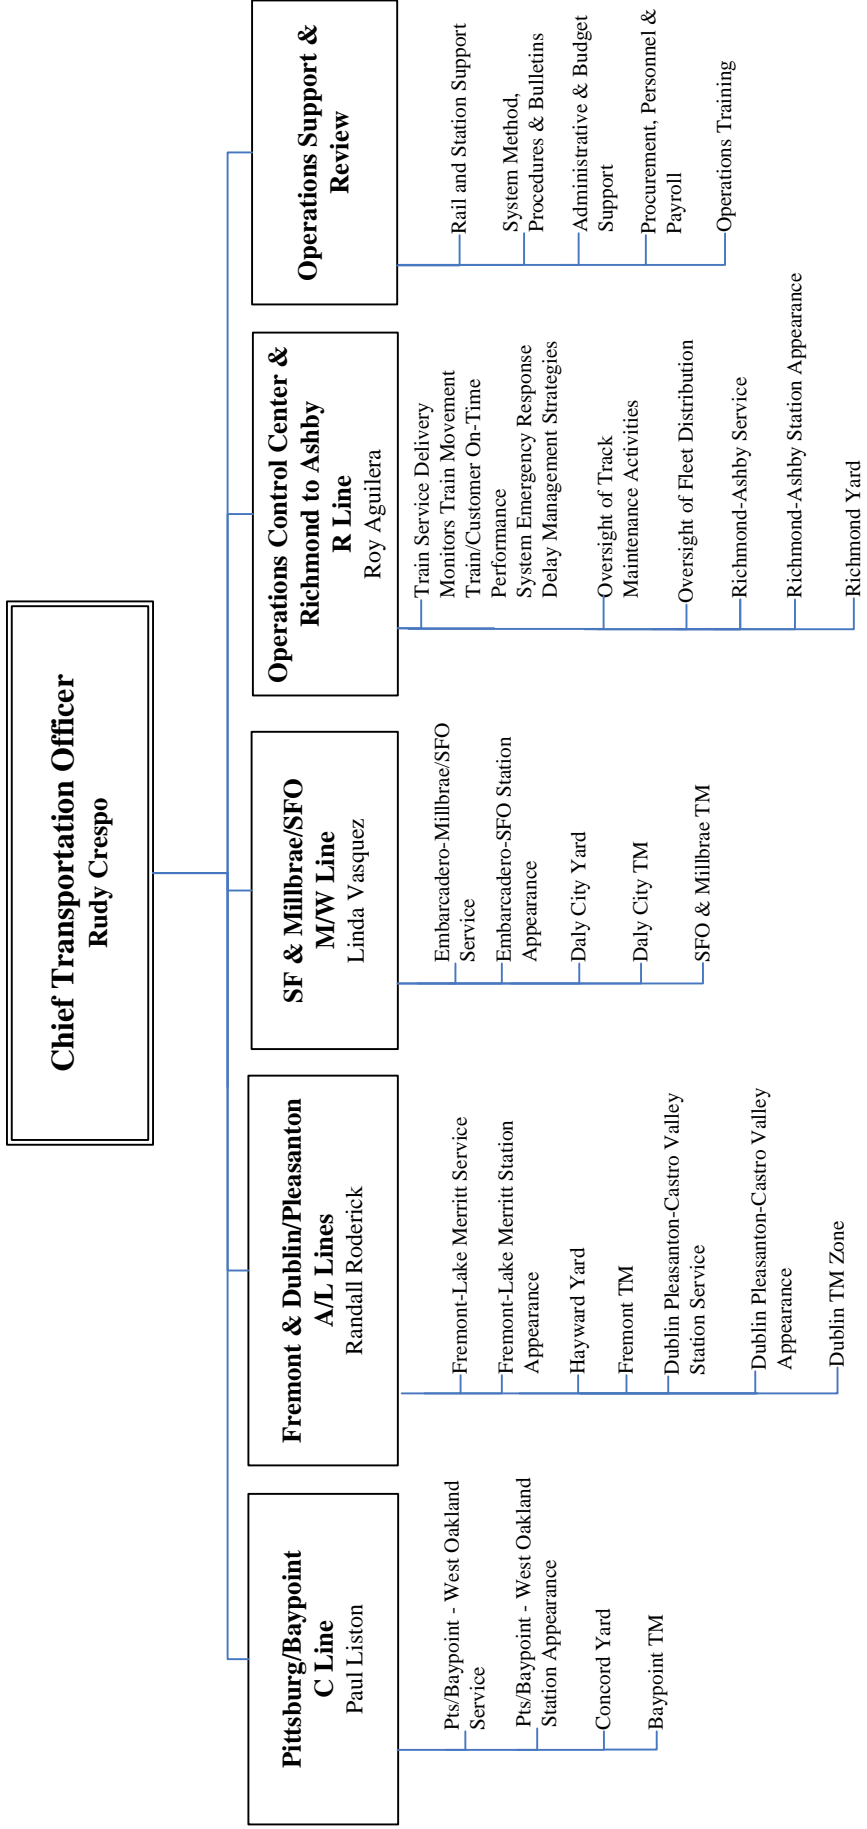 Chief Transportation Officer
Rudy Crespo
Pittsburg/Baypoint
C Line
Paul Liston
Pts/Baypoint - West Oakland
Service
Pts/Baypoint - West Oakland
Station Appearance
Concord Yard
Baypoint TM
Fremont & Dublin/Pleasanton
A/L Lines
Randall Roderick
Fremont-Lake Merritt Service
Fremont-Lake Merritt Station
Appearance
Hayward Yard
Fremont TM
Dublin Pleasanton-Castro Valley
Station Service
Dublin Pleasanton-Castro Valley
Appearance
Dublin TM Zone
SF & Millbrae/SFO
M/W Line
Linda Vasquez
Embarcadero-Millbrae/SFO
Service
Embarcadero-SFO Station
Appearance
Daly City Yard
Daly City TM
SFO & Millbrae TM
Operations Control Center &
Richmond to Ashby
R Line
Roy Aguilera
Train Service Delivery
Monitors Train Movement
Train/Customer On-Time
Performance
System Emergency Response
Delay Management Strategies
Oversight of Track
Maintenance Activities
Oversight of Fleet Distribution
Richmond-Ashby Service
Richmond-Ashby Station Appearance
Richmond Yard
Operations Support &
Review
Rail and Station Support
System Method,
Procedures & Bulletins
Administrative & Budget
Support
Procurement, Personnel &
Payroll
Operations Training